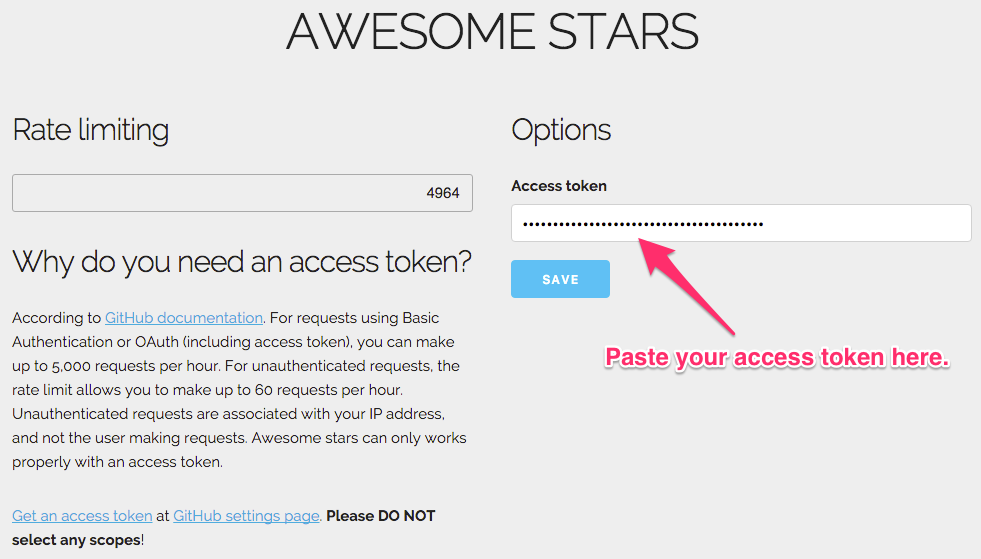 AWESOME STARS
Rate limiting
4964
Why do you need an access token?
According to GitHub documentation. For requests using Basic
Authentication or OAuth (including access token), you can make
up to 5,000 requests per hour. For unauthenticated requests, the
rate limit allows you to make up to 60 requests per hour.
Unauthenticated requests are associated with your IP address,
and not the user making requests. Awesome stars can only works
properly with an access token.
Get an access token at GitHub settings page. Please DO NOT
select any scopes!
Options
Access token
••••••••••••••••••••••••••••••••••••••••
SAVE
Paste your access token here.